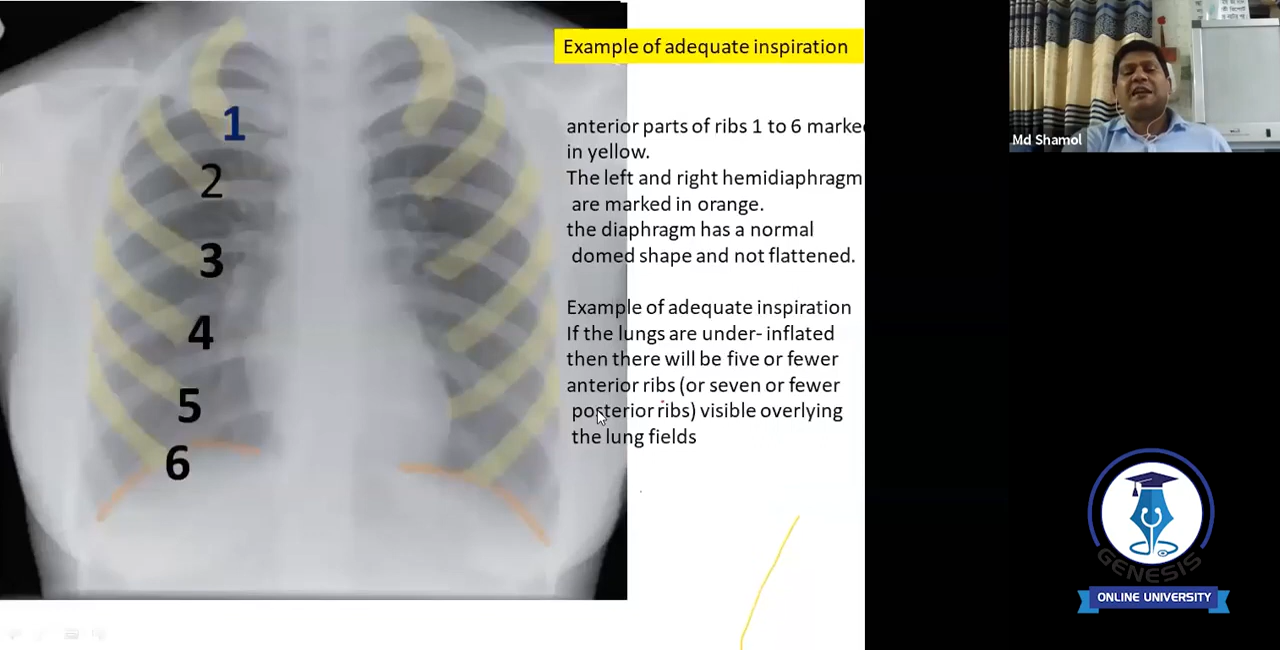 Example of adequate inspiration
anterior parts of ribs 1 to 6 marke
in yellow.
The left and right hemidiaphragm
are marked in orange.
the diaphragm has a normal
domed shape and not flattened.
Example of adequate inspiration
If the lungs are under- inflated
then there will be five or fewer
anterior ribs (or seven or fewer
posterior ribs) visible overlying
the lung fields
1
2
3
4
5
6
Md Shamol
GENESIS
ONLINE UNIVERSITY